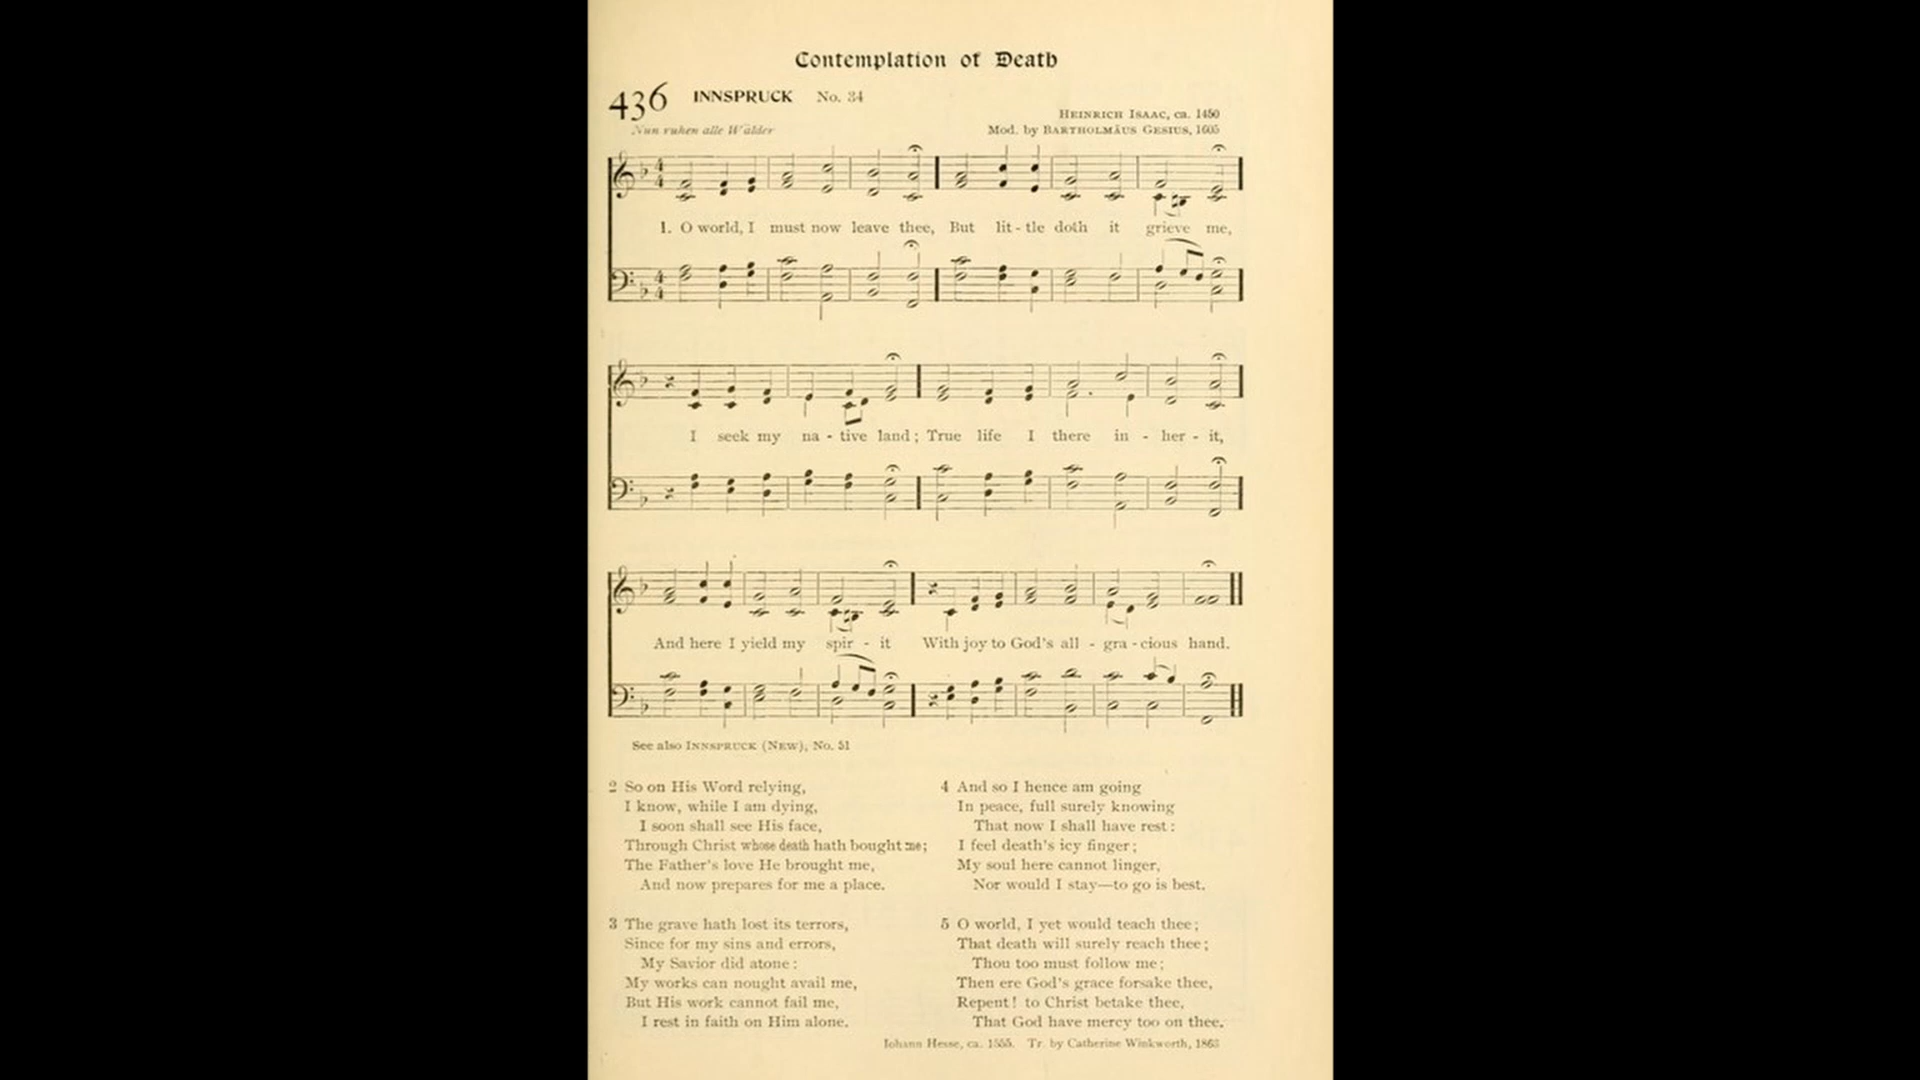 Contemplation of Death
436 INNSPRUCK No. 34
HEINRICH ISAAC, ca. 1450
Nun ruhen alle Wälder
Mod. by BARTHOLMÄUS GESIUS, 1605
1. O world, I must now leave thee, But lit - tle doth it grieve me,
I seek my na - tive land; True life I there in - her - it,
And here I yield my spir - it With joy to God's all - gra - cious hand.
See also INNSPRUCK (NEW), No. 51
2 So on His Word relying,
I know, while I am dying,
I soon shall see His face,
Through Christ whose death hath bought me;
The Father's love He brought me,
And now prepares for me a place.
3 The grave hath lost its terrors,
Since for my sins and errors,
My Savior did atone:
My works can nought avail me,
But His work cannot fail me,
I rest in faith on Him alone.
4 And so I hence am going
In peace, full surely knowing
That now I shall have rest:
I feel death's icy finger;
My soul here cannot linger,
Nor would I stay—to go is best.
5 O world, I yet would teach thee;
That death will surely reach thee;
Thou too must follow me;
Then ere God's grace forsake thee,
Repent! to Christ betake thee,
That God have mercy too on thee.
Johann Hesse, ca. 1555. Tr. by Catherine Winkworth, 1863